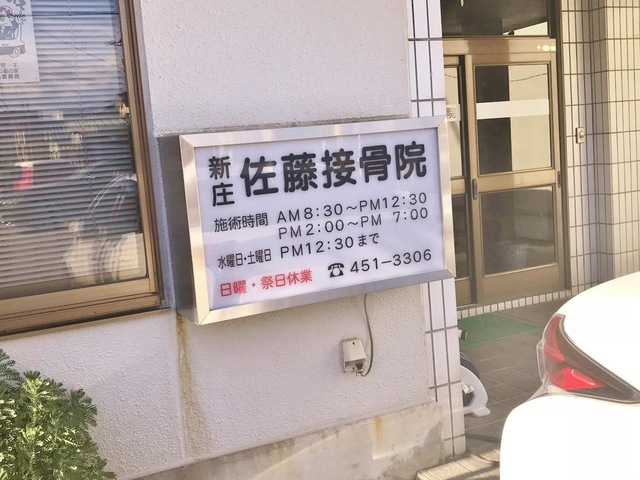 新庄 佐藤接骨院
施術時間 AM8:30～PM12:30
PM2:00～PM 7:00
水曜日・土曜日 PM12:30まで
日曜・祭日休業 ☎ 451-3306
院